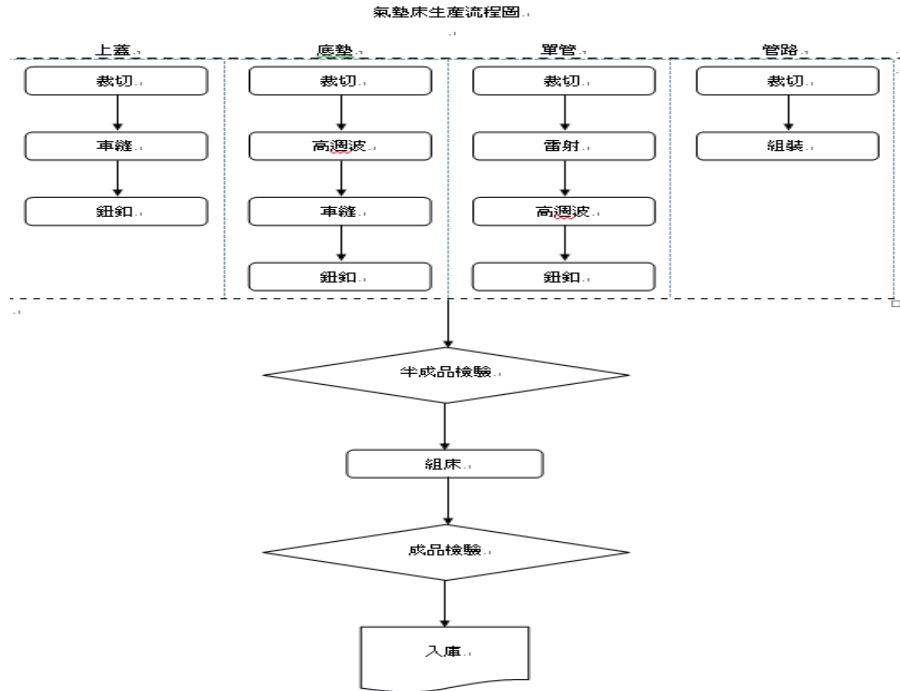 氣墊床生產流程圖
上蓋 底墊 單管 管路
裁切 裁切 裁切 裁切
車縫 高週波 雷射 組裝
鈕釦 車縫 高週波
鈕釦 鈕釦
半成品檢驗
組床
成品檢驗
入庫